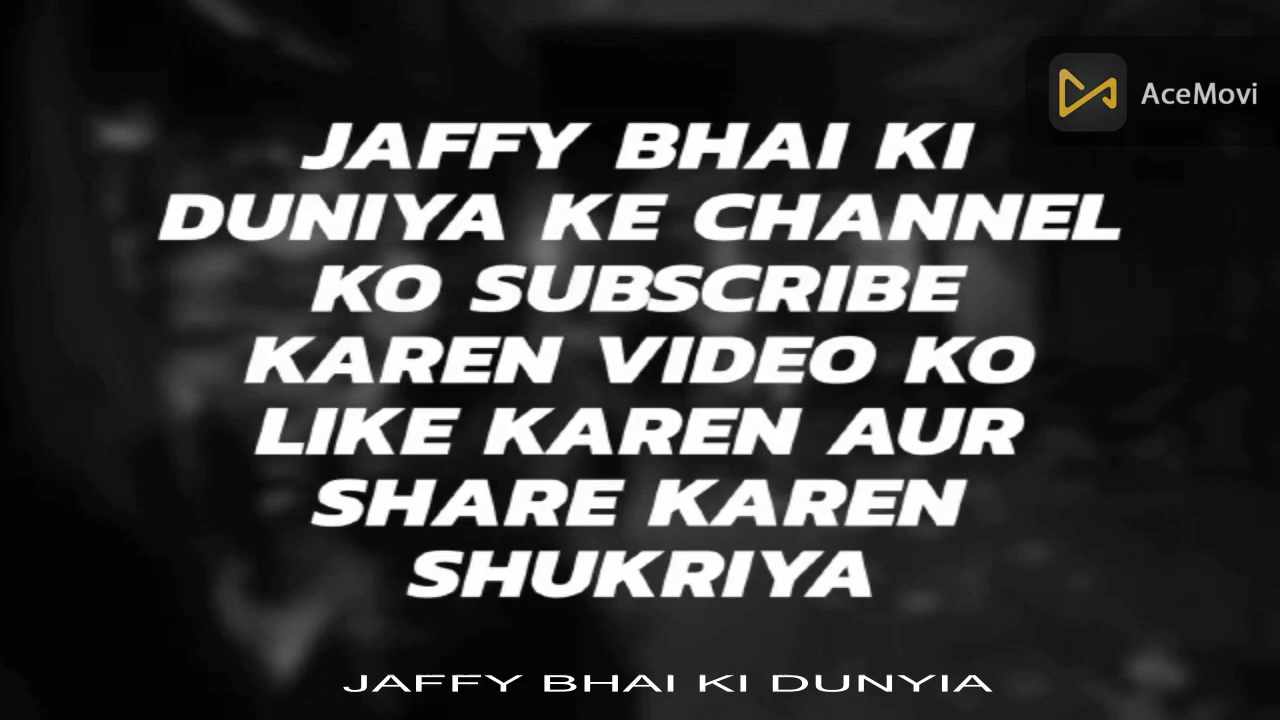 AceMovi
JAFFY BHAI KI
DUNIYA KE CHANNEL
KO SUBSCRIBE
KAREN VIDEO KO
LIKE KAREN AUR
SHARE KAREN
SHUKRIYA
JAFFY BHAI KI DUNYIA